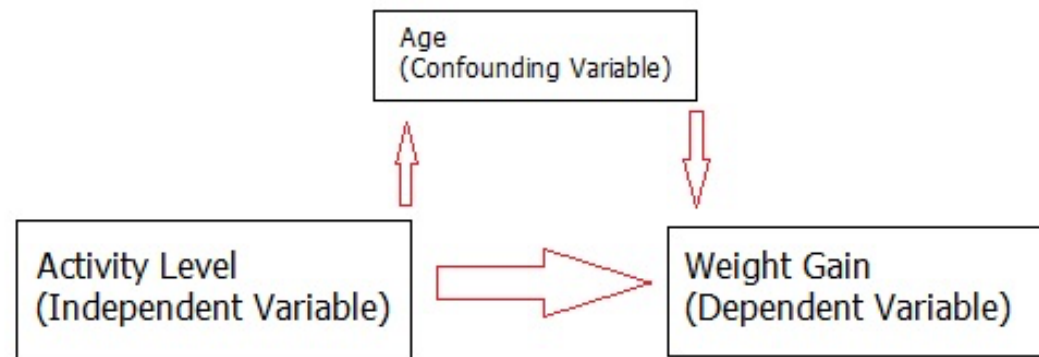 Age
(Confounding Variable)
Activity Level
(Independent Variable)
Weight Gain
(Dependent Variable)